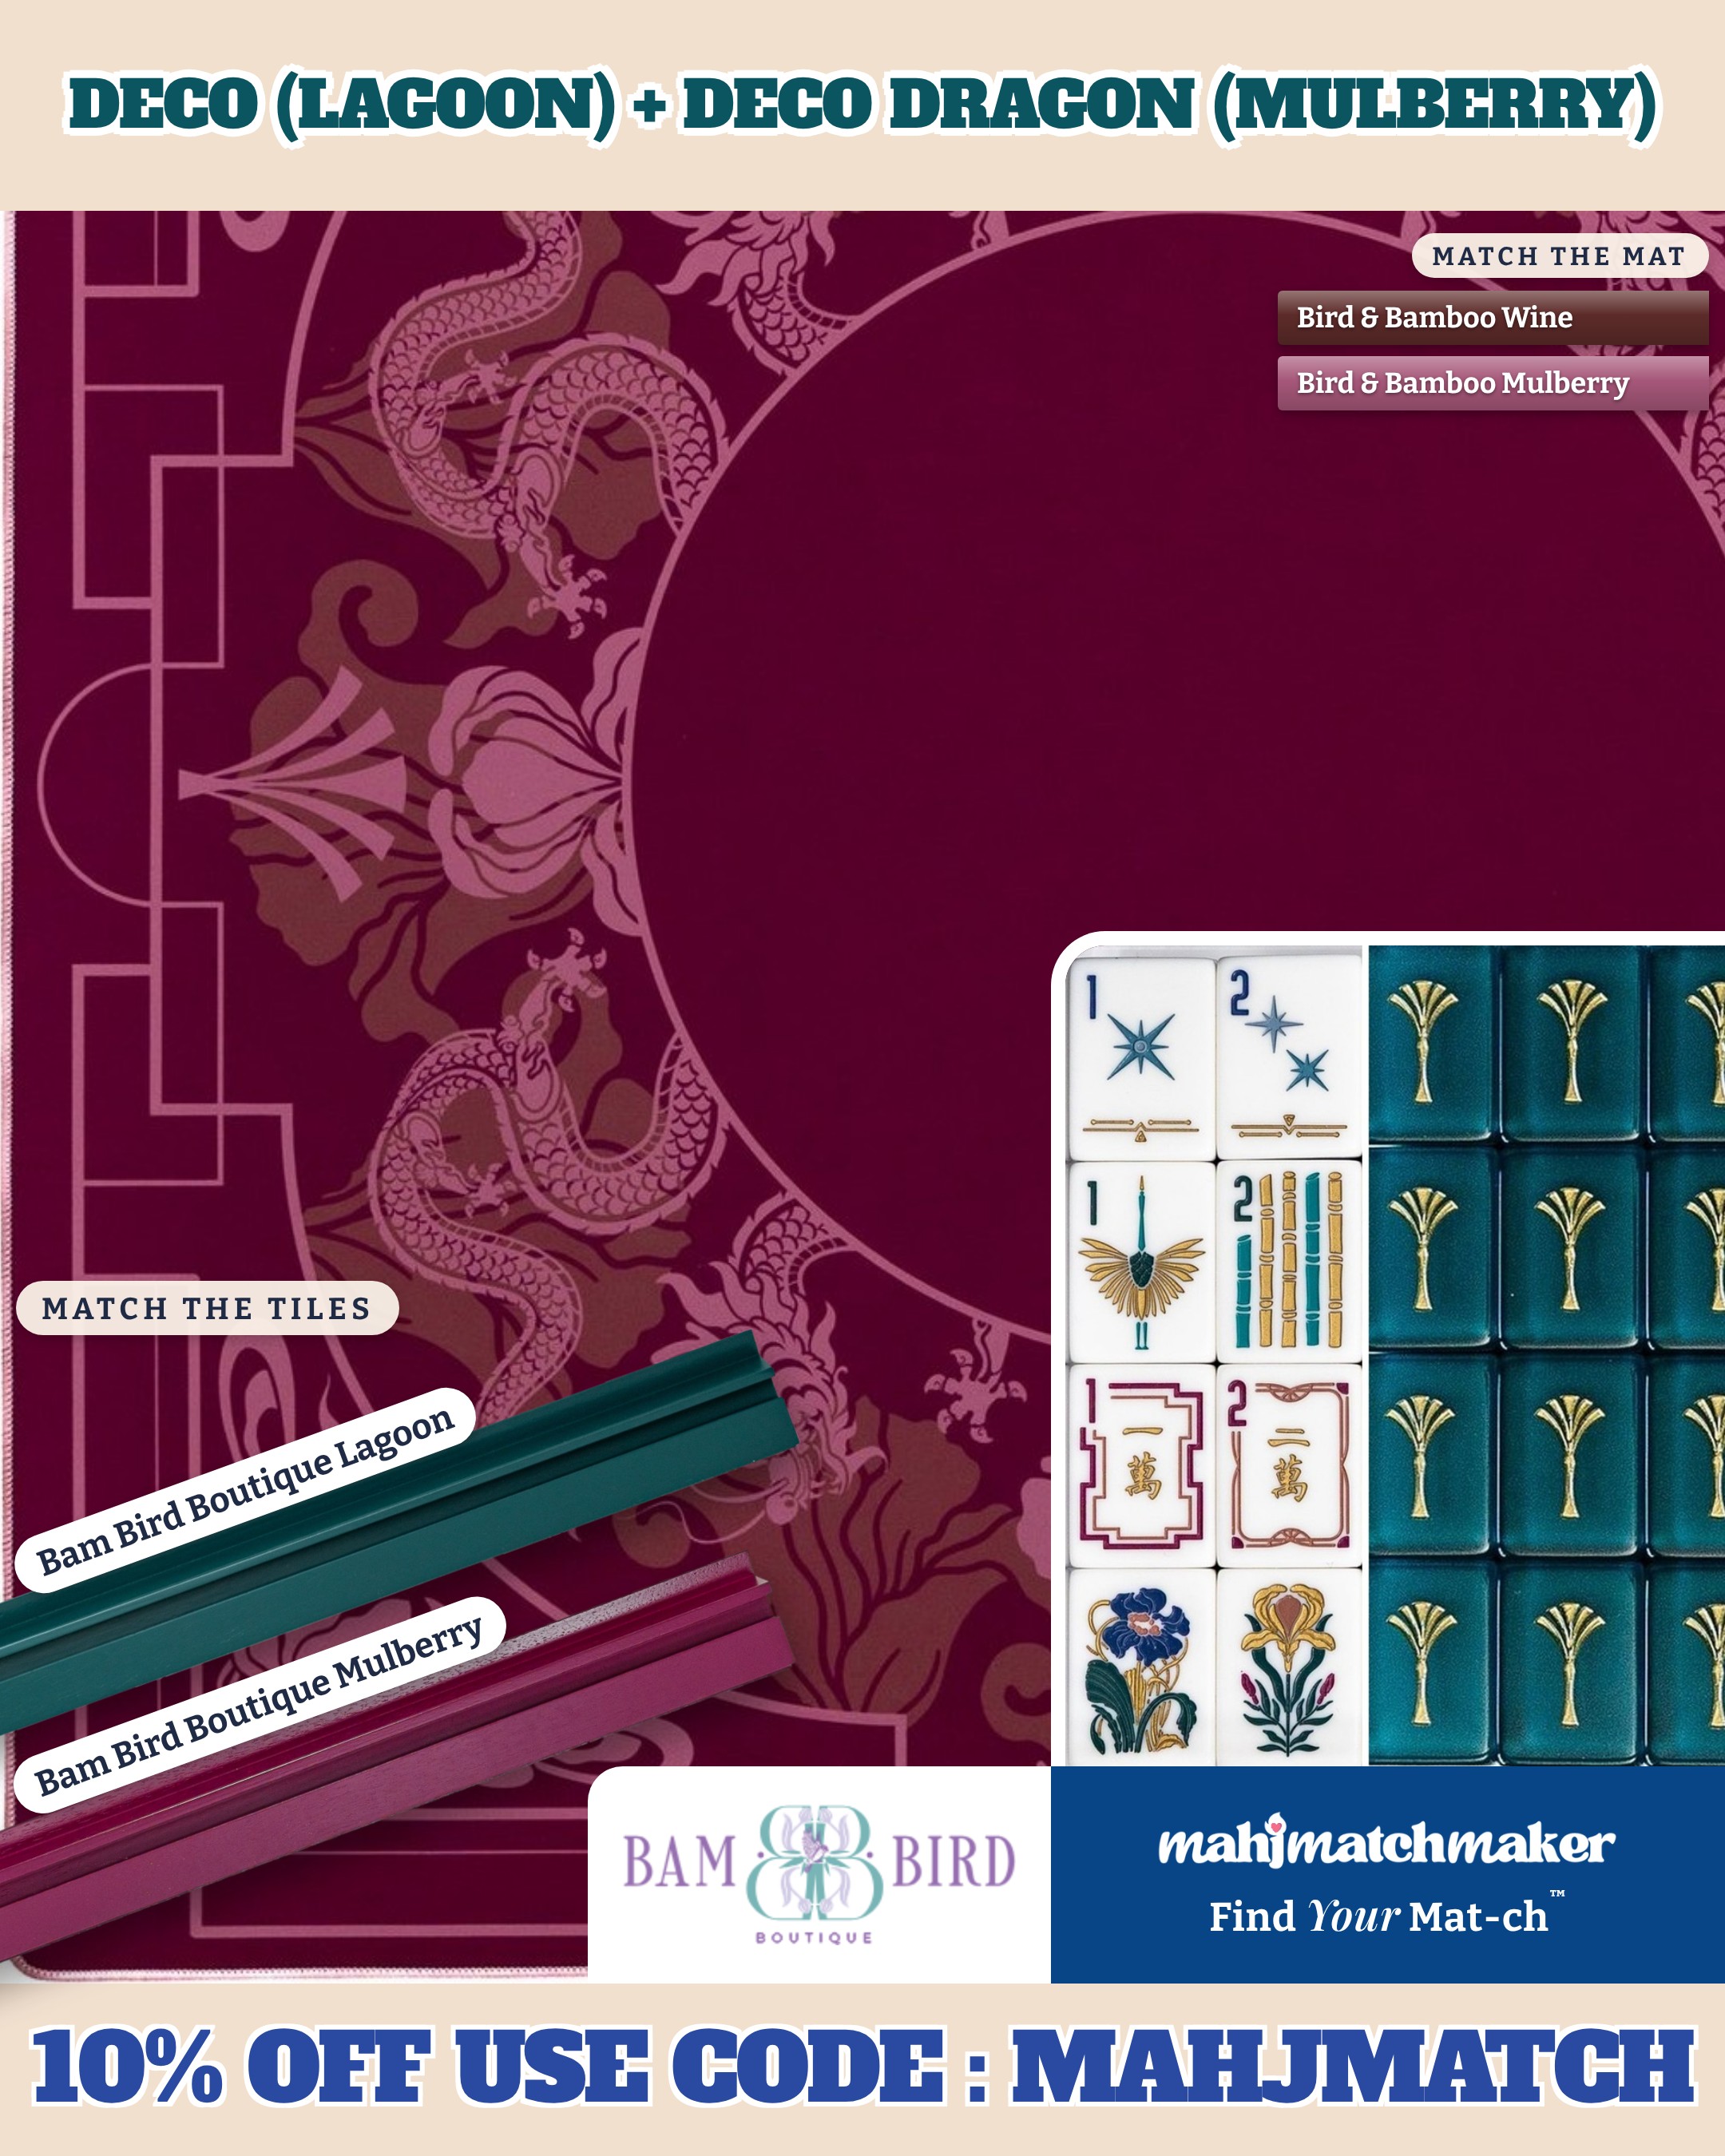 DECO (LAGOON) + DECO DRAGON (MULBERRY)
MATCH THE MAT
Bird & Bamboo Wine
Bird & Bamboo Mulberry
1
2
1
2
1
一
萬
2
二
萬
MATCH THE TILES
Bam Bird Boutique Lagoon
Bam Bird Boutique Mulberry
BAM BIRD
BOUTIQUE
mahjmatchmaker
Find Your Mat-ch™
10% OFF USE CODE : MAHJMATCH